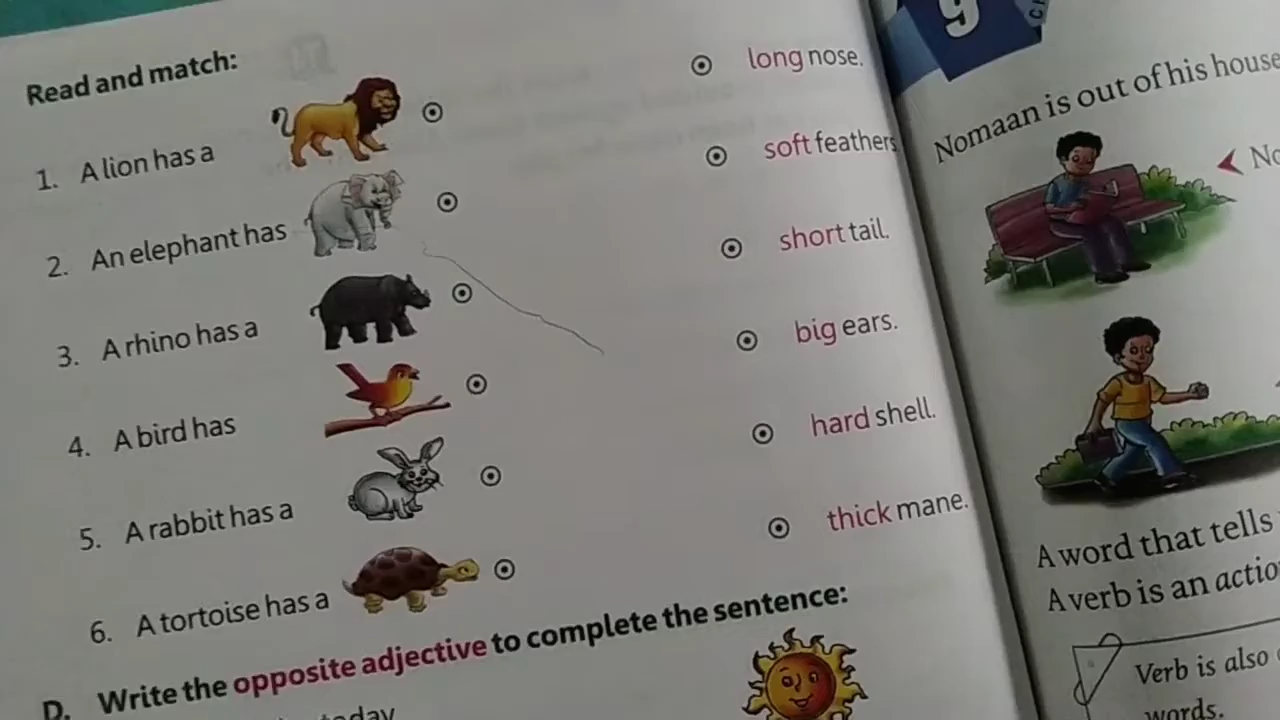 Read and match:
1. A lion has a
2. An elephant has
3. A rhino has a
4. A bird has
5. A rabbit has a
6. A tortoise has a
long nose.
soft feathers
short tail.
big ears.
hard shell.
thick mane.
D. Write the opposite adjective to complete the sentence:
today
9
Nomaan is out of his house
A word that tells
A verb is an action
Verb is also
words.